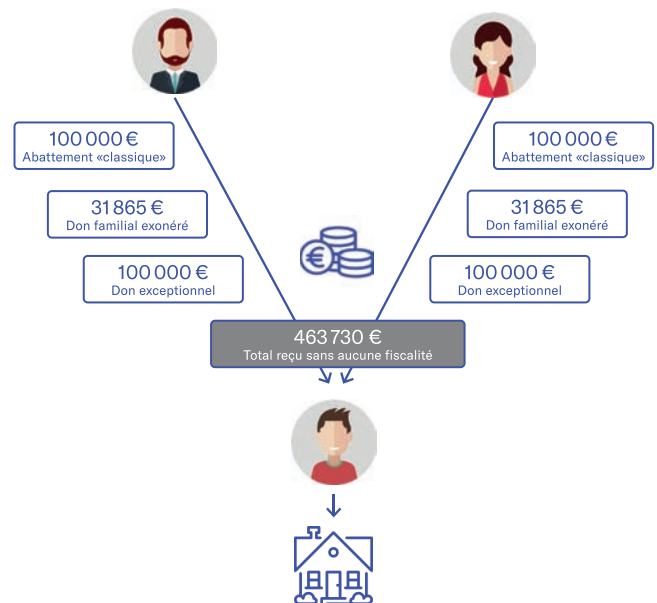 100 000 €
Abattement «classique»
100 000 €
Abattement «classique»
31 865 €
Don familial exonéré
31 865 €
Don familial exonéré
€
100 000 €
Don exceptionnel
100 000 €
Don exceptionnel
463 730 €
Total reçu sans aucune fiscalité